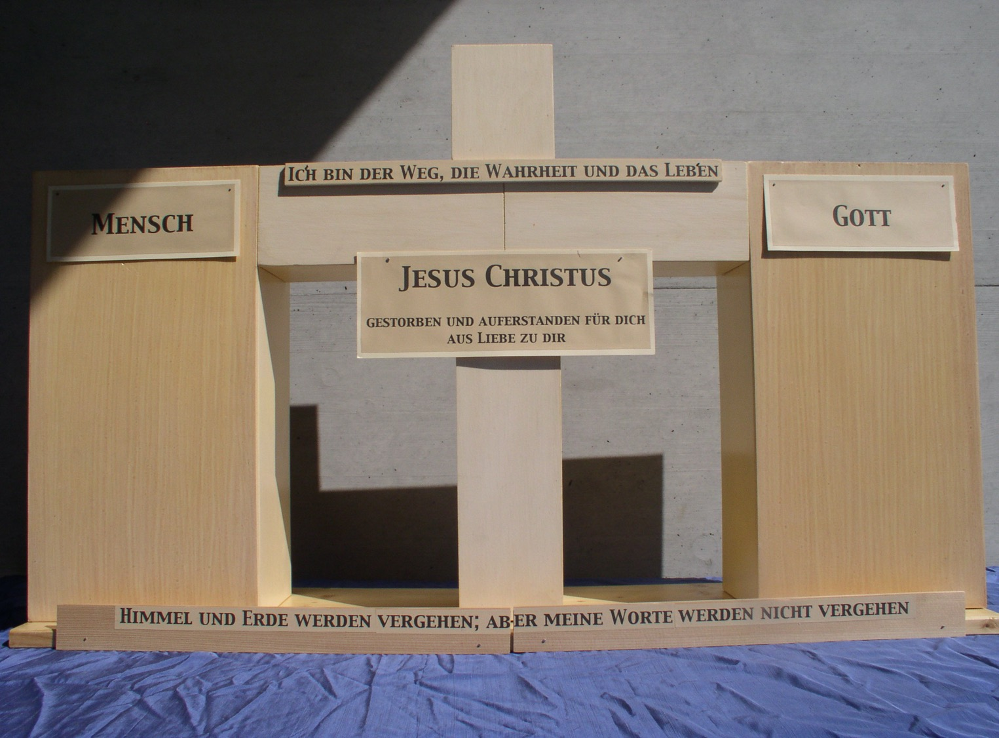 Ich bin der Weg, die Wahrheit und das Leben
Mensch
Gott
Jesus Christus
gestorben und auferstanden für dich
aus Liebe zu dir
Himmel und Erde werden vergehen; aber meine Worte werden nicht vergehen